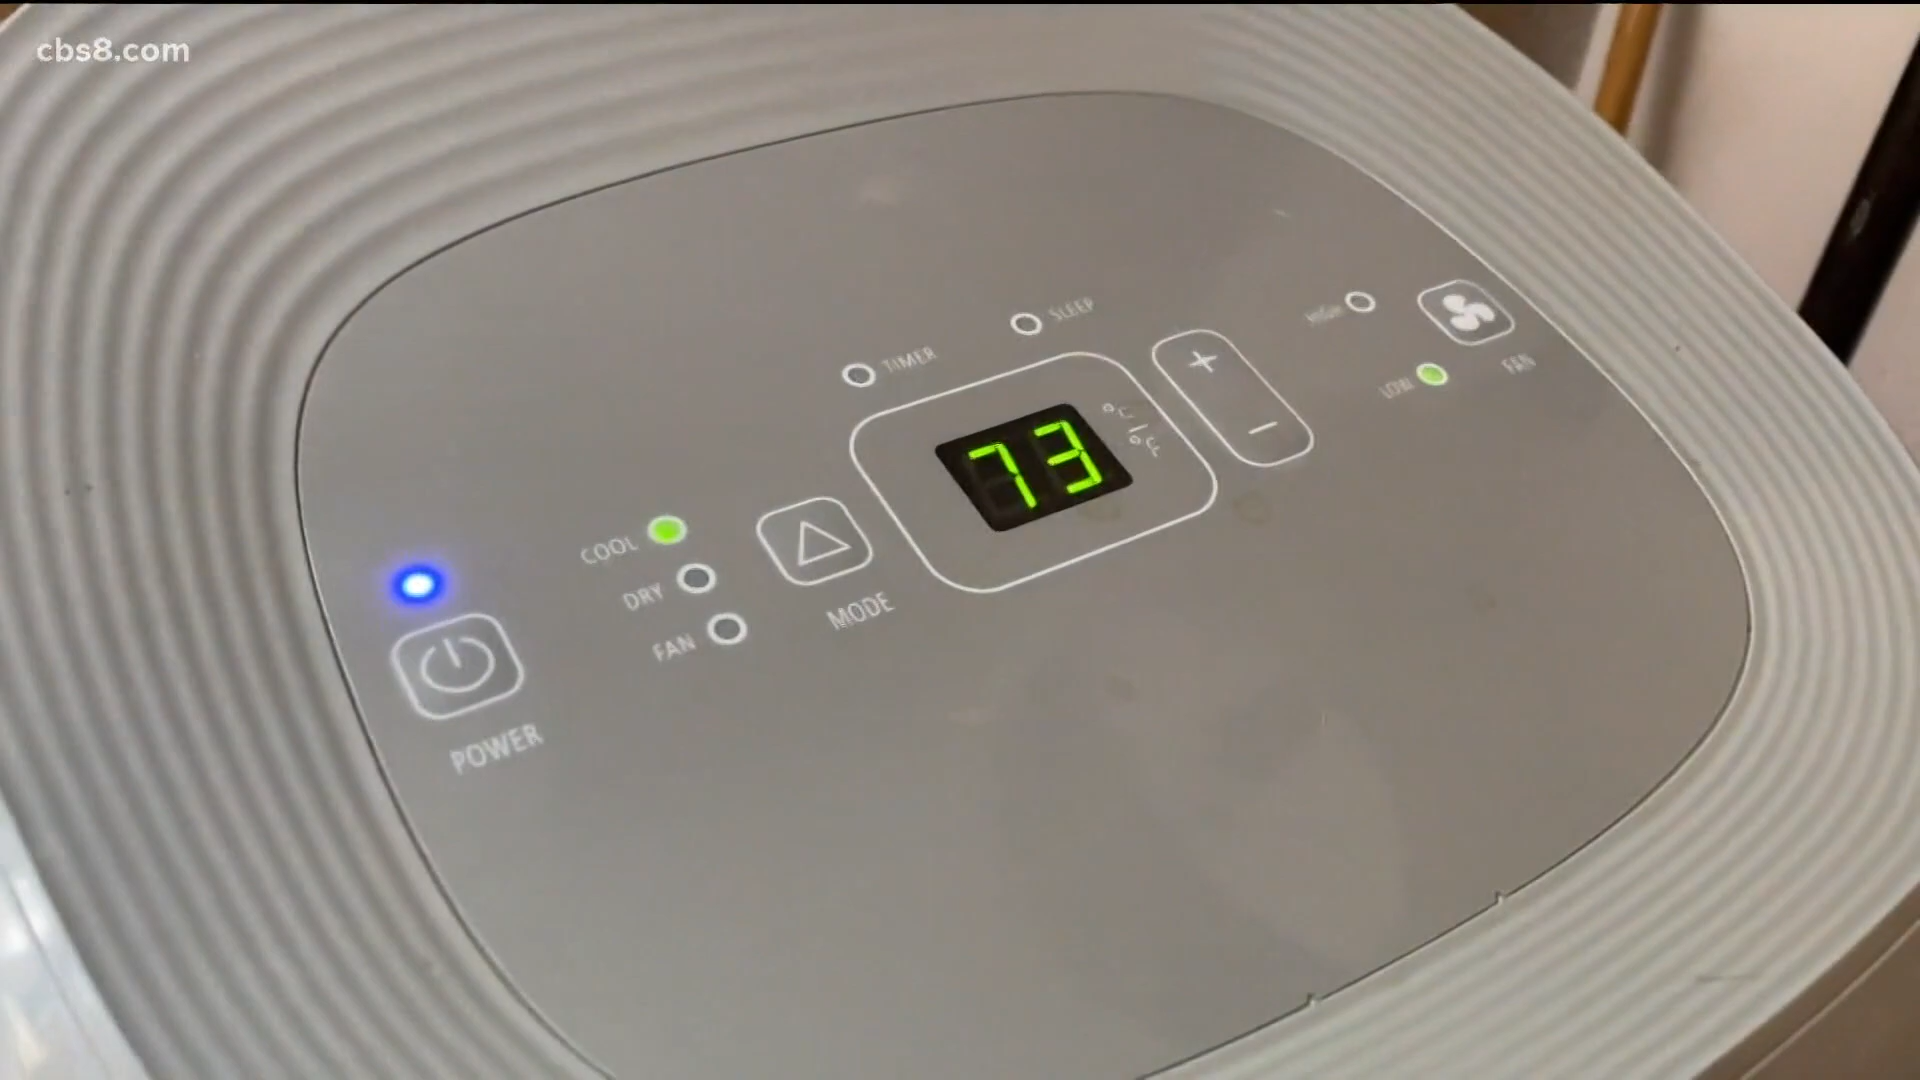 cbs8.com
SLEEP
TIMER
HIGH
LOW
FAN
73
°C/°F
+
-
COOL
DRY
FAN
MODE
POWER